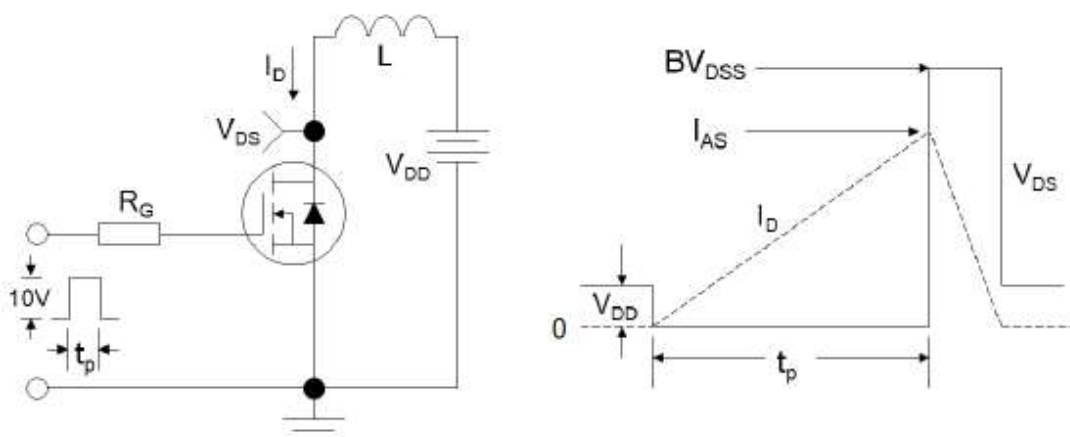 L
I_D
V_DS
V_DD
R_G
10V
t_p
BV_DSS
I_AS
V_DS
I_D
V_DD
0
t_p